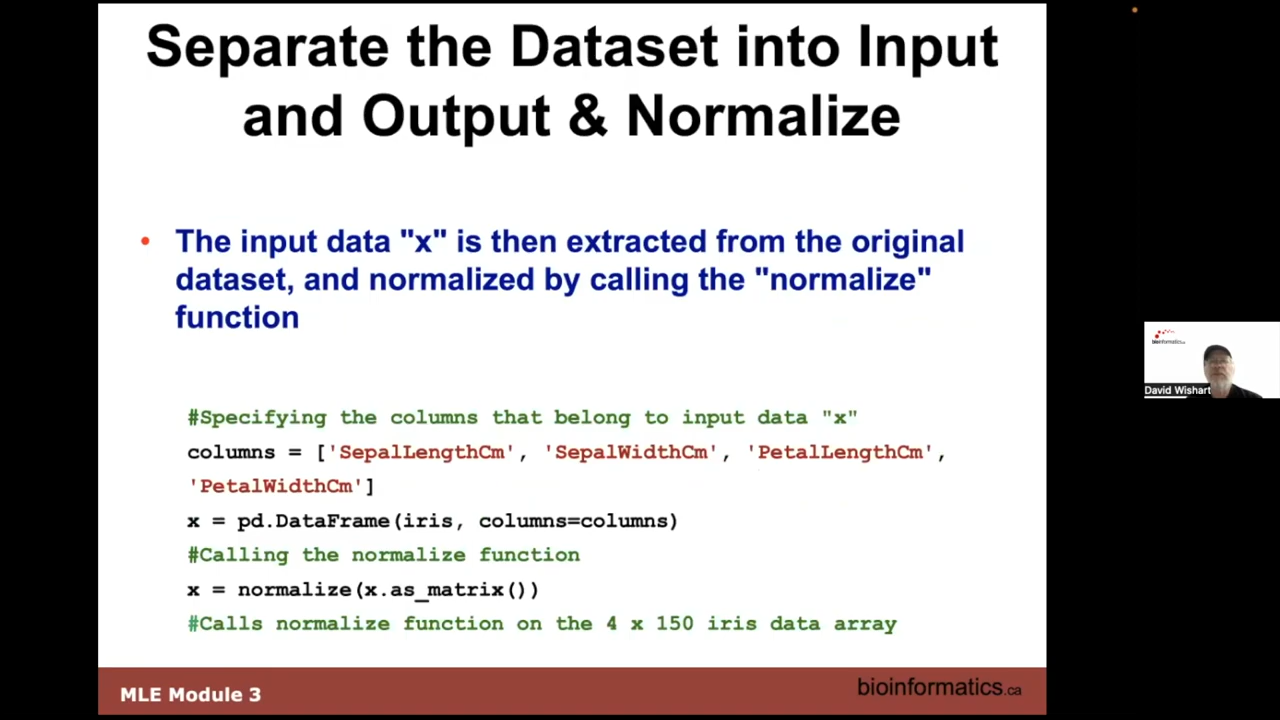 Separate the Dataset into Input
and Output & Normalize
• The input data "x" is then extracted from the original
dataset, and normalized by calling the "normalize"
function
#Specifying the columns that belong to input data "x"
columns = ['SepalLengthCm', 'SepalWidthCm', 'PetalLengthCm',
'PetalWidthCm']
x = pd.DataFrame(iris, columns=columns)
#Calling the normalize function
x = normalize(x.as_matrix())
#Calls normalize function on the 4 x 150 iris data array
MLE Module 3
bioinformatics.ca
bioinformatics.ca
David Wishart